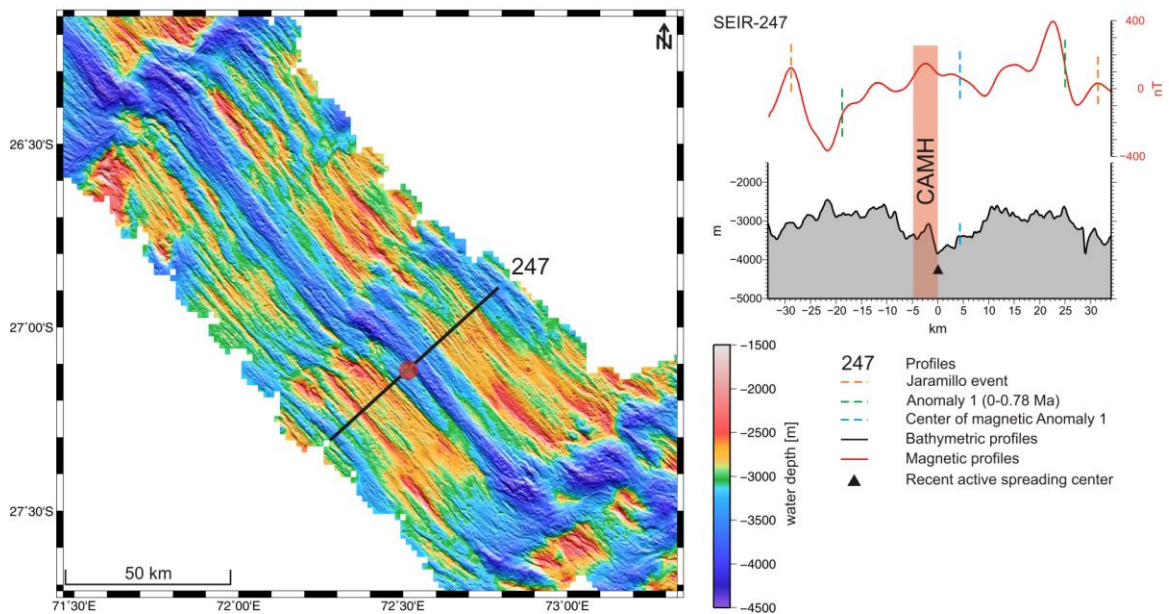 N
26˚30'S
27˚00'S
27˚30'S
71˚30'E
72˚00'E
72˚30'E
73˚00'E
50 km
247
SEIR-247
400
0
-400
nT
CAMH
-2000
-3000
-4000
-5000
m
-30 -25 -20 -15 -10 -5 0 5 10 15 20 25 30
km
-1500
-2000
-2500
-3000
-3500
-4000
-4500
water depth [m]
247 Profiles
Jaramillo event
Anomaly 1 (0-0.78 Ma)
Center of magnetic Anomaly 1
Bathymetric profiles
Magnetic profiles
Recent active spreading center